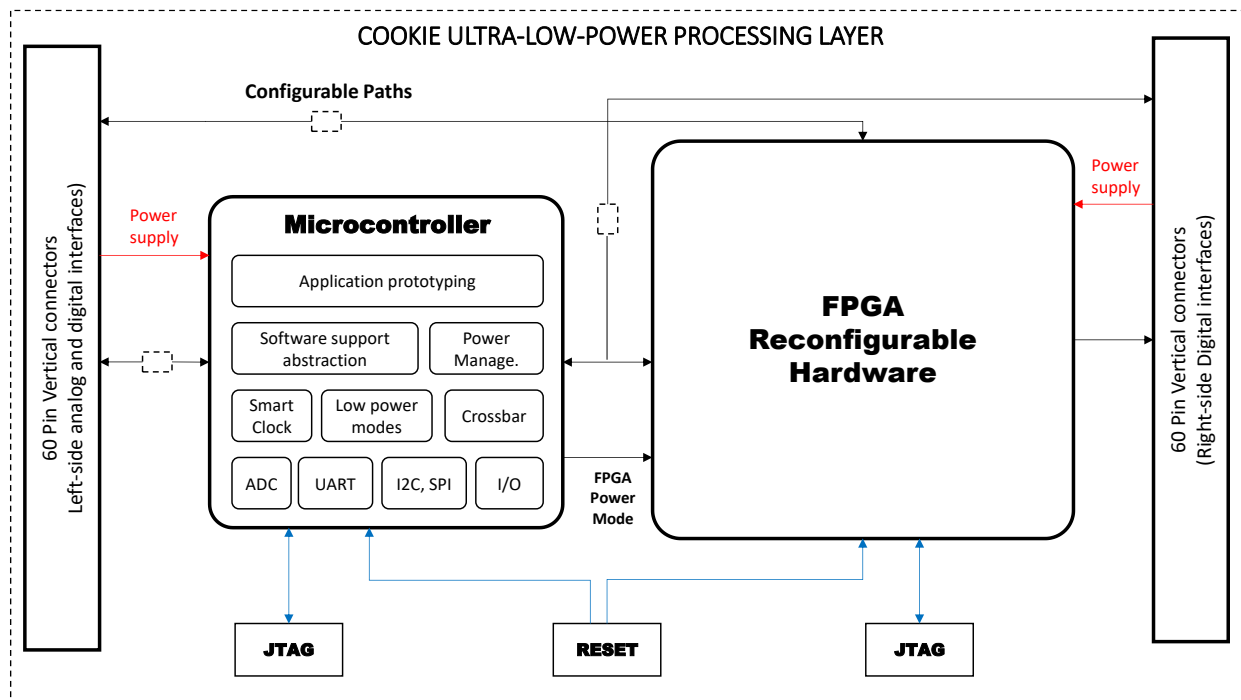 COOKIE ULTRA-LOW-POWER PROCESSING LAYER
60 Pin Vertical connectors
Left-side analog and digital interfaces)
Configurable Paths
Power
supply
Microcontroller
Application prototyping
Software support
abstraction
Power
Manage.
Smart
Clock
Low power
modes
Crossbar
ADC
UART
I2C, SPI
I/O
FPGA
Power
Mode
FPGA
Reconfigurable
Hardware
Power
supply
60 Pin Vertical connectors
(Right-side Digital interfaces)
JTAG
RESET
JTAG